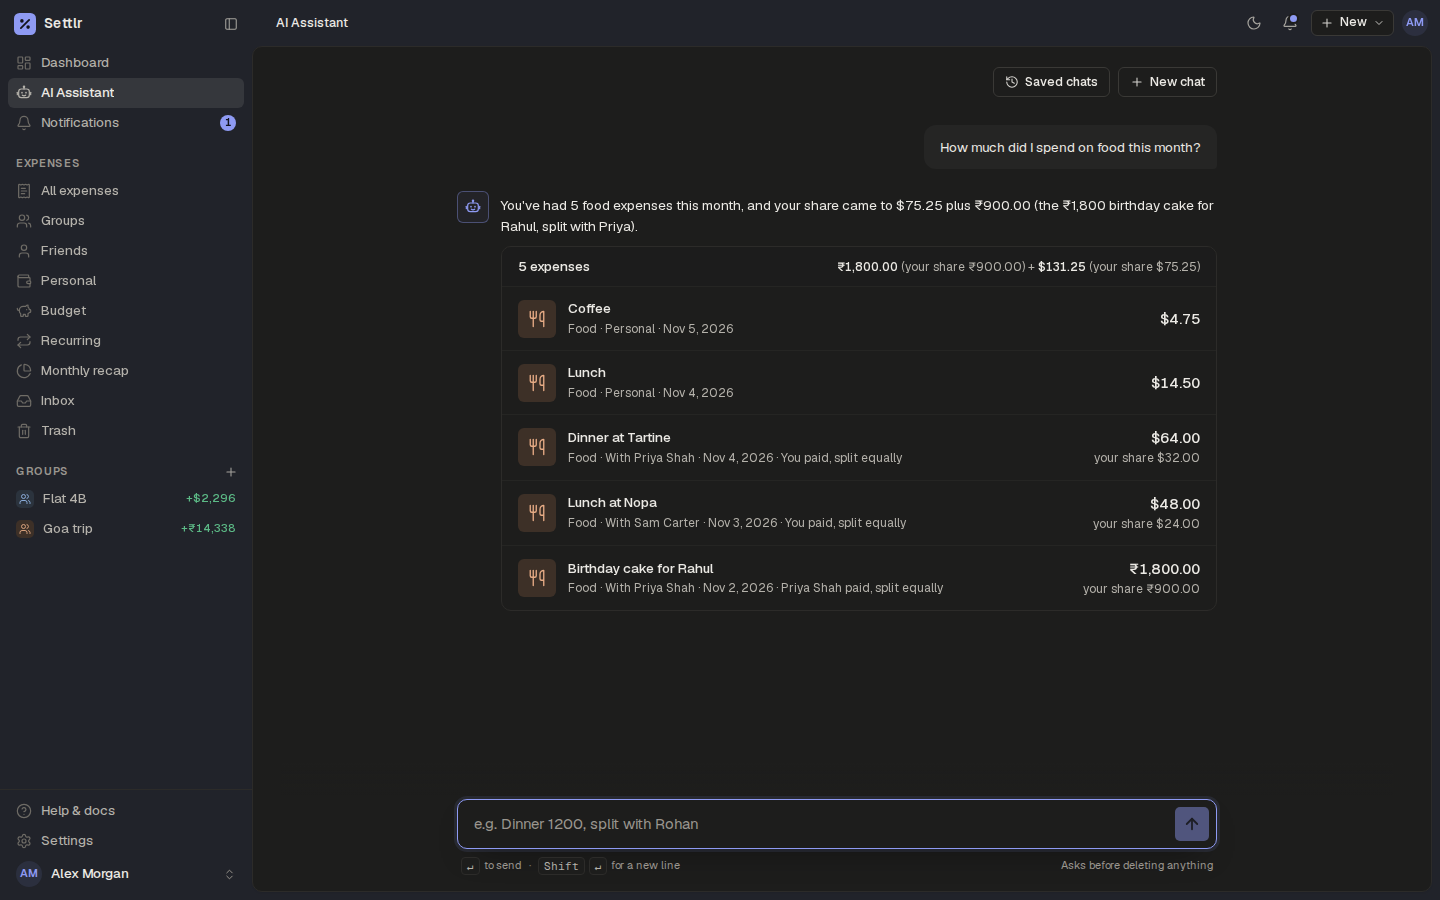 Settlr
AI Assistant
New
AM
Dashboard
AI Assistant
Notifications
1
EXPENSES
All expenses
Groups
Friends
Personal
Budget
Recurring
Monthly recap
Inbox
Trash
GROUPS
Flat 4B
+$2,296
Goa trip
+₹14,338
Help & docs
Settings
AM
Alex Morgan
Saved chats
New chat
How much did I spend on food this month?
You've had 5 food expenses this month, and your share came to $75.25 plus ₹900.00 (the ₹1,800 birthday cake for
Rahul, split with Priya).
5 expenses
₹1,800.00 (your share ₹900.00) + $131.25 (your share $75.25)
Coffee
Food · Personal · Nov 5, 2026
$4.75
Lunch
Food · Personal · Nov 4, 2026
$14.50
Dinner at Tartine
Food · With Priya Shah · Nov 4, 2026 · You paid, split equally
$64.00
your share $32.00
Lunch at Nopa
Food · With Sam Carter · Nov 3, 2026 · You paid, split equally
$48.00
your share $24.00
Birthday cake for Rahul
Food · With Priya Shah · Nov 2, 2026 · Priya Shah paid, split equally
₹1,800.00
your share ₹900.00
e.g. Dinner 1200, split with Rohan
↵ to send · Shift ↵ for a new line
Asks before deleting anything